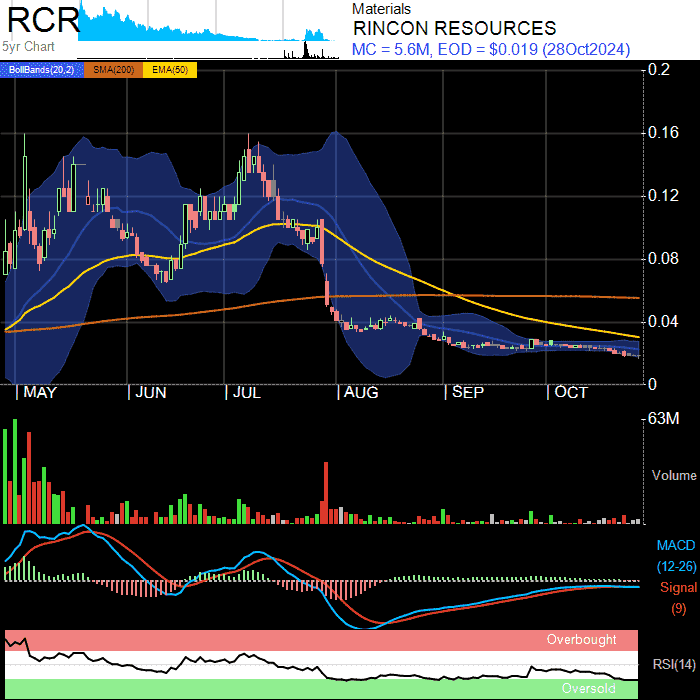 RCR
5yr Chart
Materials
RINCON RESOURCES
MC = 5.6M, EOD = $0.019 (28Oct2024)
BollBands(20,2) SMA(200) EMA(50)
0.2
0.16
0.12
0.08
0.04
0
MAY JUN JUL AUG SEP OCT
63M
Volume
MACD
(12-26)
Signal
(9)
Overbought
RSI(14)
Oversold